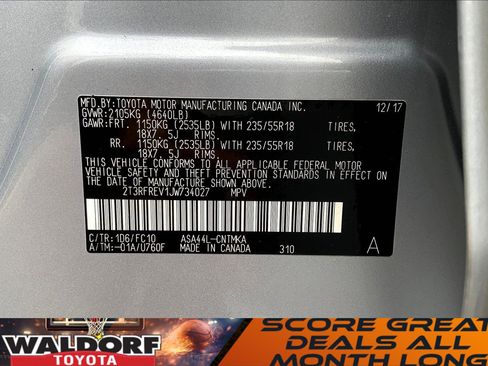 MFD.BY:TOYOTA MOTOR MANUFACTURING CANADA INC. 12/17
GVWR:2105KG (4640LB)
GAWR:FRT. 1150KG (2535LB) WITH 235/55R18 TIRES,
18X7.5J RIMS.
RR. 1150KG (2535LB) WITH 235/55R18 TIRES,
18X7.5J RIMS.
THIS VEHICLE CONFORMS TO ALL APPLICABLE FEDERAL MOTOR
VEHICLE SAFETY AND THEFT PREVENTION STANDARDS IN EFFECT
ON THE DATE OF MANUFACTURE SHOWN ABOVE.
2T3RFREV1JW734027 MPV
C/TR:1D6/FC10 ASA44L-CNTMKA
A/TM:-01A/U760F MADE IN CANADA 310
A
WALDORF
TOYOTA
SCORE GREAT
DEALS ALL
MONTH LONG